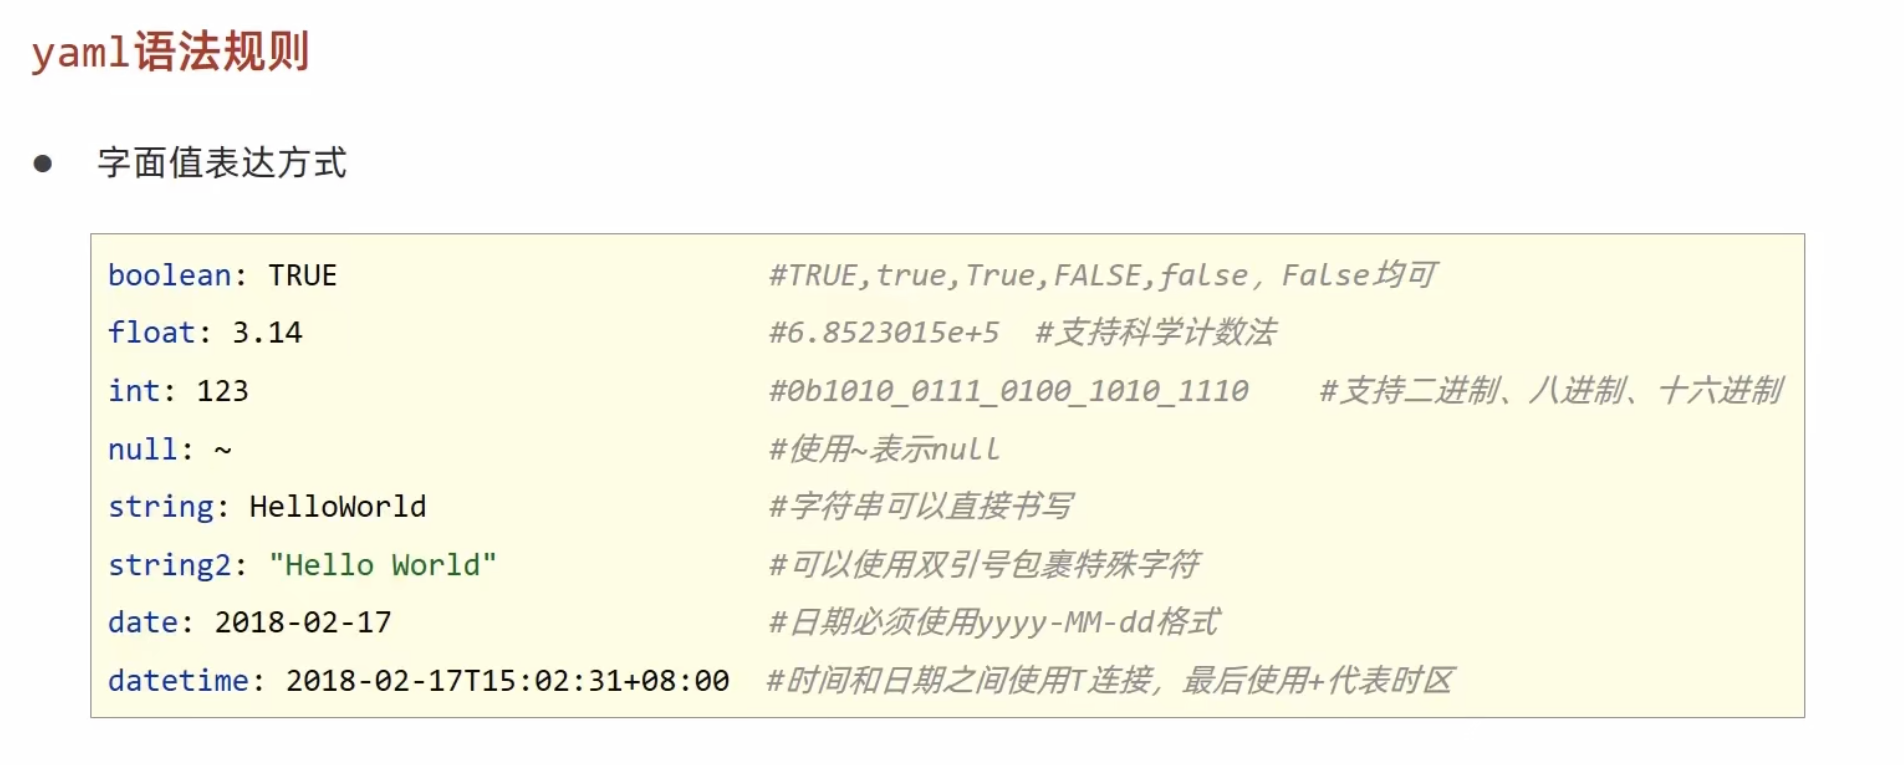 yaml语法规则
● 字面值表达方式
boolean: TRUE #TRUE,true,True,FALSE,false，False均可
float: 3.14 #6.8523015e+5 #支持科学计数法
int: 123 #0b1010_0111_0100_1010_1110 #支持二进制、八进制、十六进制
null: ~ #使用~表示null
string: HelloWorld #字符串可以直接书写
string2: "Hello World" #可以使用双引号包裹特殊字符
date: 2018-02-17 #日期必须使用yyyy-MM-dd格式
datetime: 2018-02-17T15:02:31+08:00 #时间和日期之间使用T连接，最后使用+代表时区